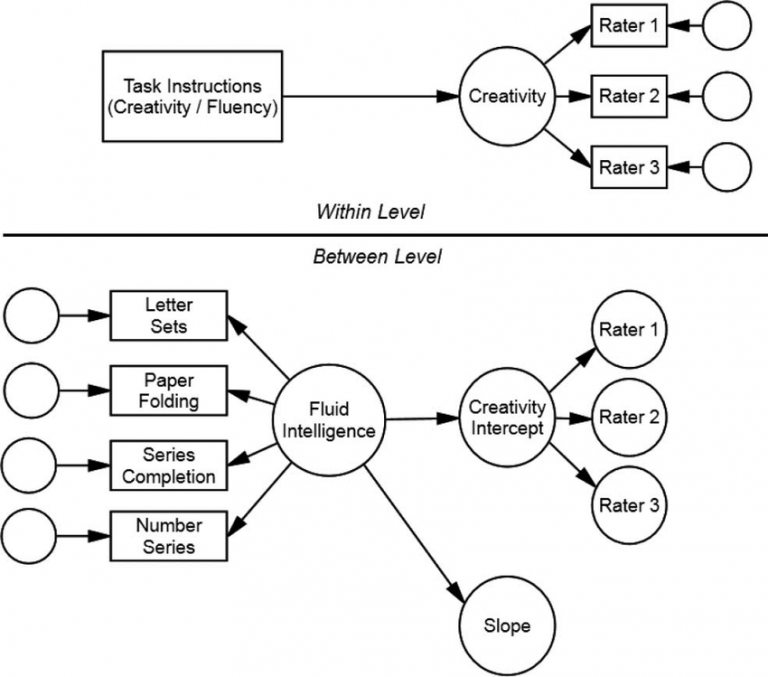 Rater 1
Task Instructions
(Creativity / Fluency)
Creativity
Rater 2
Rater 3
Within Level
Between Level
Letter
Sets
Rater 1
Paper
Folding
Fluid
Intelligence
Creativity
Intercept
Rater 2
Series
Completion
Rater 3
Number
Series
Slope